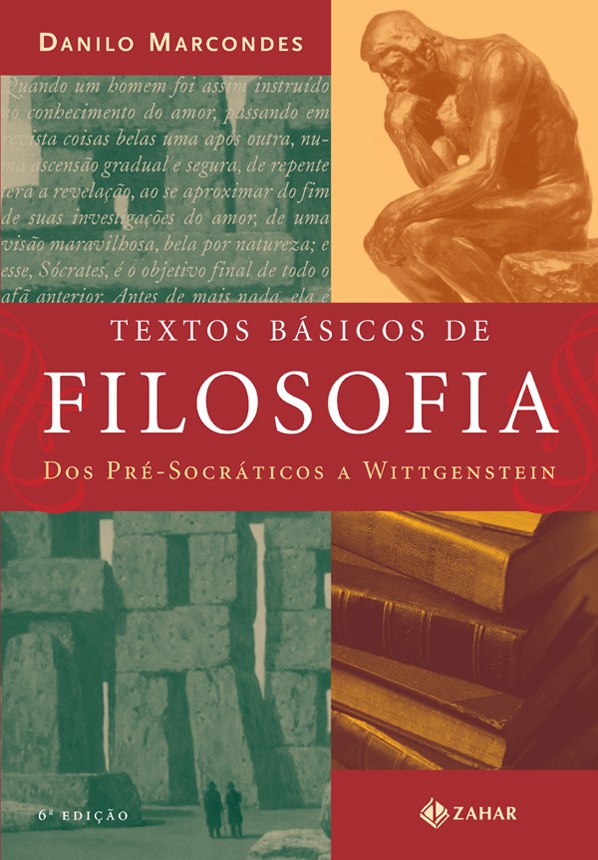 DANILO MARCONDES
Quando um homem foi assim instruído
no conhecimento do amor, passando em
revista coisas belas uma após outra, nu-
ma ascensão gradual e segura, de repente
terá a revelação, ao se aproximar do fim
de suas investigações do amor, de uma
visão maravilhosa, bela por natureza; e
esse, Sócrates, é o objetivo final de todo o
afã anterior. Antes de mais nada, ela é
TEXTOS BÁSICOS DE
FILOSOFIA
DOS PRÉ-SOCRÁTICOS A WITTGENSTEIN
6ª EDIÇÃO
ZAHAR